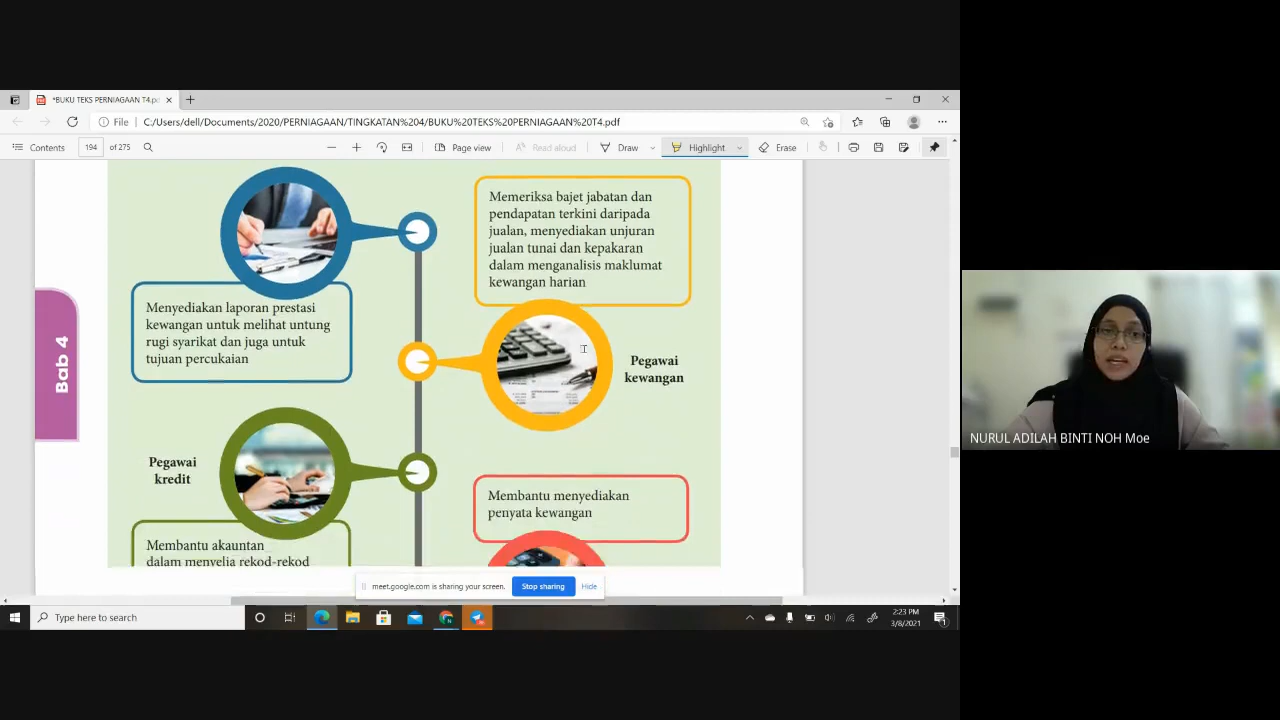 *BUKU TEKS PERNIAGAAN T4.pdf
File
C:/Users/dell/Documents/2020/PERNIAGAAN/TINGKATAN%204/BUKU%20TEKS%20PERNIAGAAN%20T4.pdf
Contents
194
of 275
Page view
Read aloud
Draw
Highlight
Erase
Memeriksa bajet jabatan dan
pendapatan terkini daripada
jualan, menyediakan unjuran
jualan tunai dan kepakaran
dalam menganalisis maklumat
kewangan harian
Menyediakan laporan prestasi
kewangan untuk melihat untung
rugi syarikat dan juga untuk
tujuan percukaian
Bab 4
Pegawai
kewangan
Pegawai
kredit
Membantu menyediakan
penyata kewangan
Membantu akauntan
dalam menyelia rekod-rekod
meet.google.com is sharing your screen.
Stop sharing
Hide
NURUL ADILAH BINTI NOH Moe
Type here to search
2:23 PM
3/8/2021